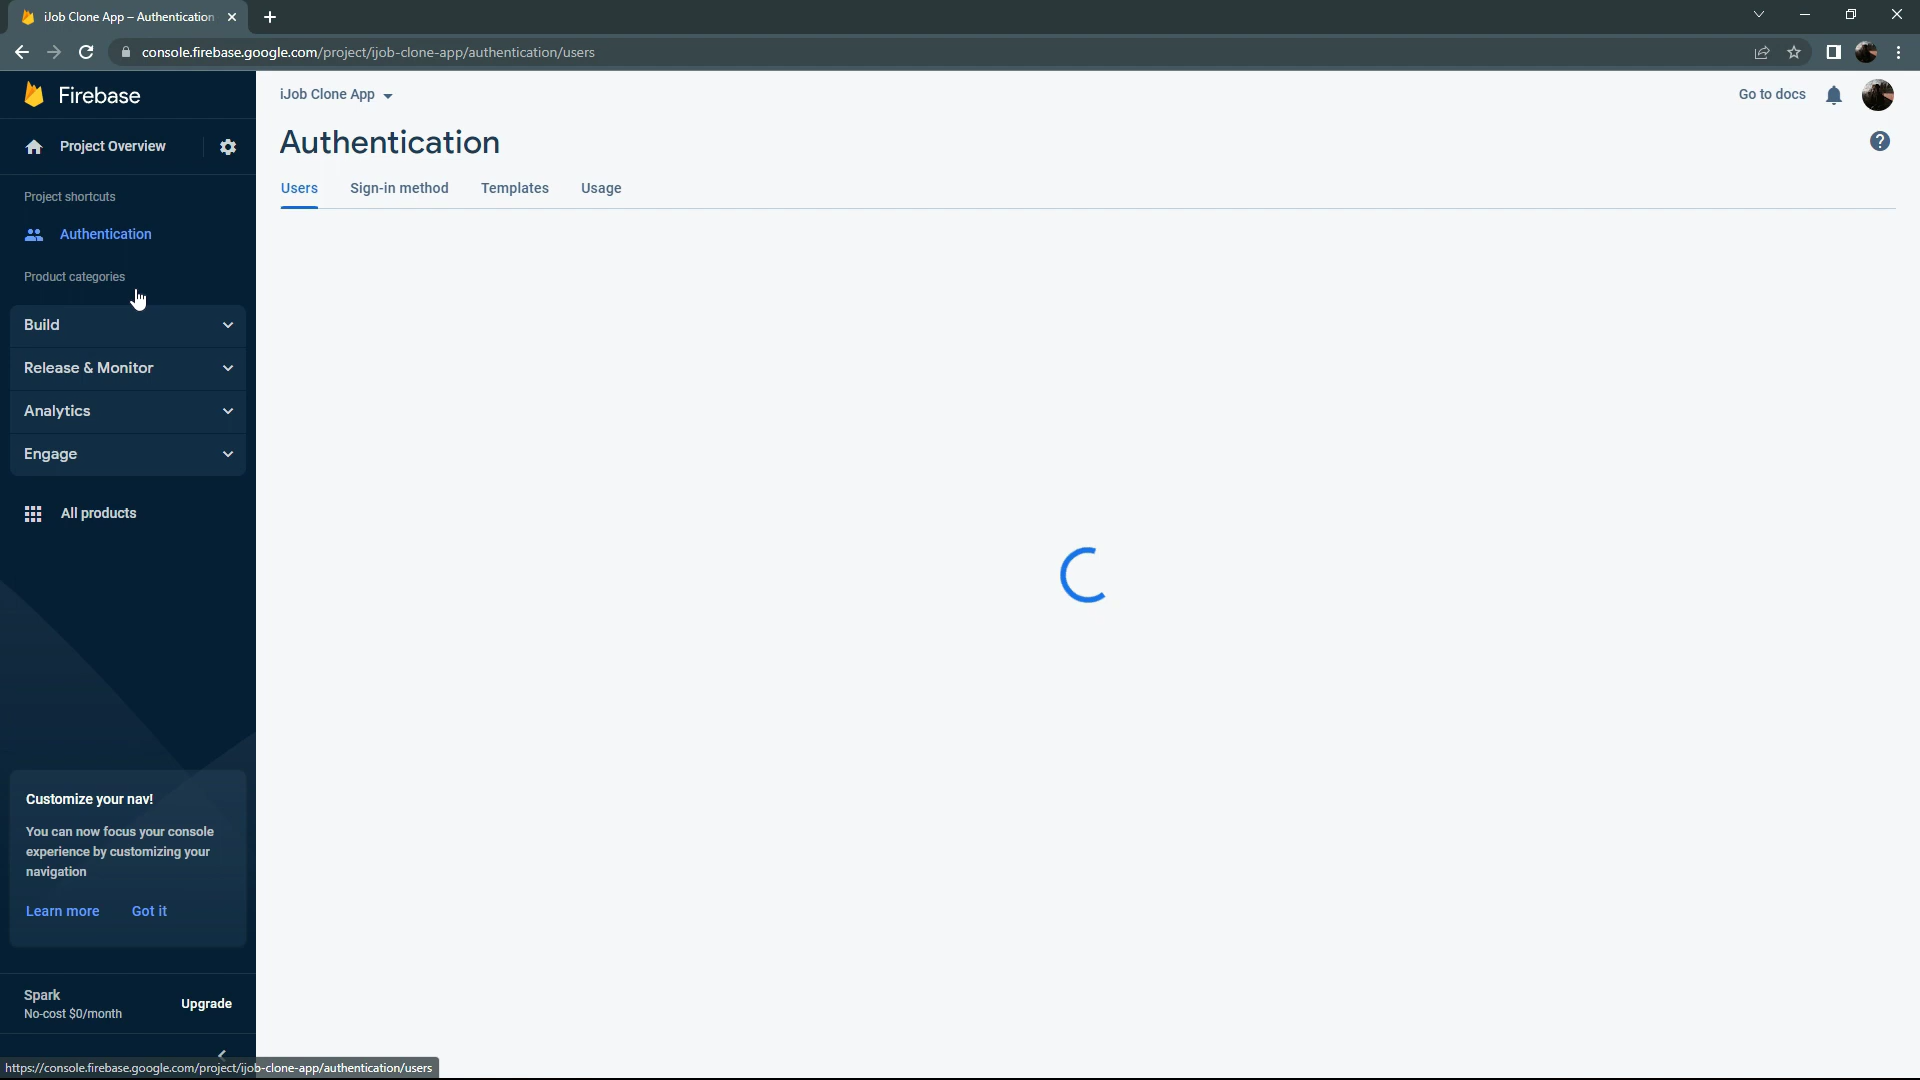 iJob Clone App – Authentication
console.firebase.google.com/project/ijob-clone-app/authentication/users
Firebase
iJob Clone App
Go to docs
Authentication
Project Overview
Users
Sign-in method
Templates
Usage
Project shortcuts
Authentication
Product categories
Build
Release & Monitor
Analytics
Engage
All products
Customize your nav!
You can now focus your console
experience by customizing your
navigation
Learn more
Got it
Spark
No-cost $0/month
Upgrade
https://console.firebase.google.com/project/ijob-clone-app/authentication/users